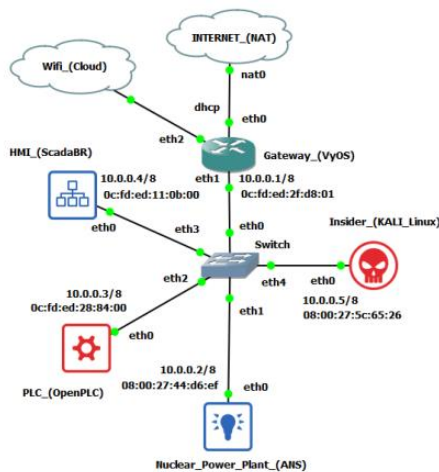 INTERNET_(NAT)
Wifi_(Cloud)
nat0
dhcp
eth0
eth2
HMI_(ScadaBR)
Gateway_(VyOS)
10.0.0.4/8
0c:fd:ed:11:0b:00
eth1
10.0.0.1/8
0c:fd:ed:2f:d8:01
eth0
eth3
eth0
Insider_(KALI_Linux)
Switch
eth2
eth4
eth0
10.0.0.3/8
0c:fd:ed:28:84:00
10.0.0.5/8
08:00:27:5c:65:26
eth1
eth0
PLC_(OpenPLC)
10.0.0.2/8
08:00:27:44:d6:ef
eth0
Nuclear_Power_Plant_(ANS)